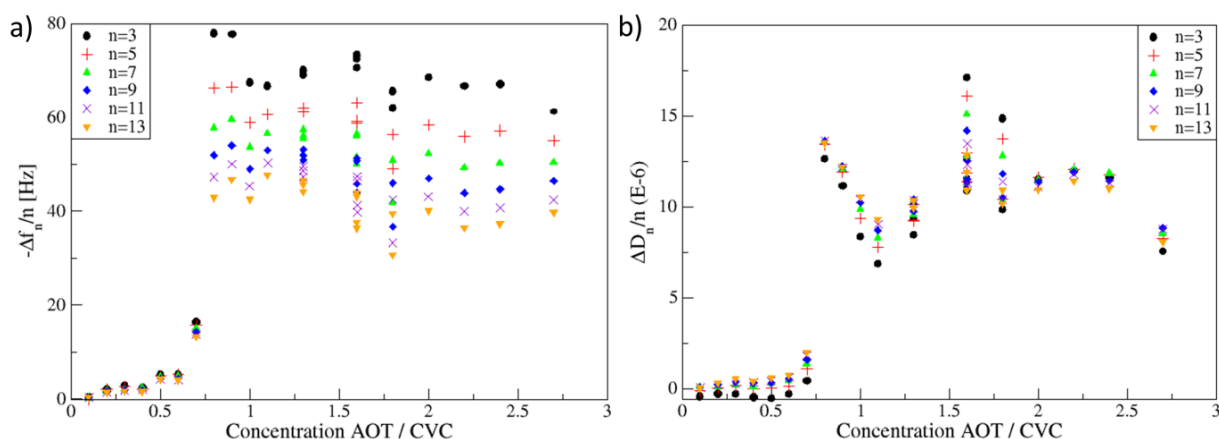 a)
n=3
n=5
n=7
n=9
n=11
n=13
80
60
40
20
0
-Δfn/n [Hz]
0 0.5 1 1.5 2 2.5 3
Concentration AOT / CVC
b)
n=3
n=5
n=7
n=9
n=11
n=13
20
15
10
5
0
ΔDn/n (E-6)
0 0.5 1 1.5 2 2.5 3
Concentration AOT / CVC